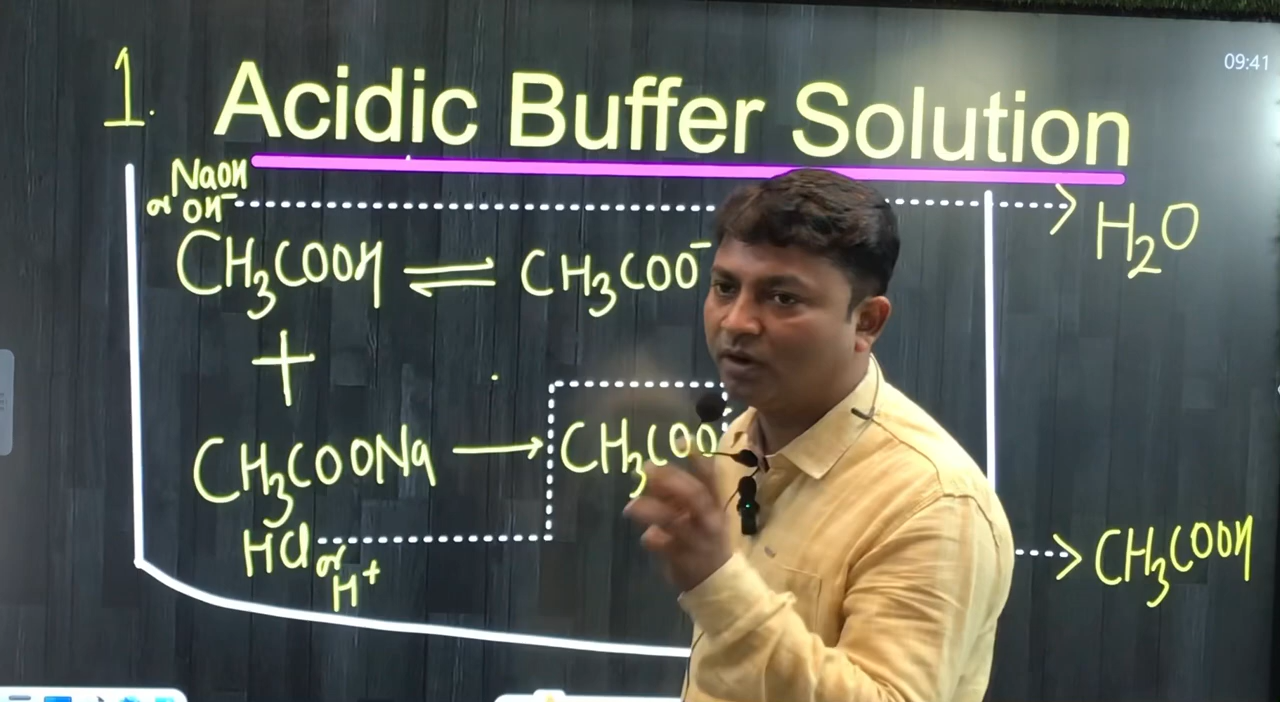 09:41
1. Acidic Buffer Solution
NaOH
or OH⁻
H₂O
CH₃COOH ⇌ CH₃COO⁻
+
CH₃COONa → CH₃COO
HCl or H⁺
CH₃COOH